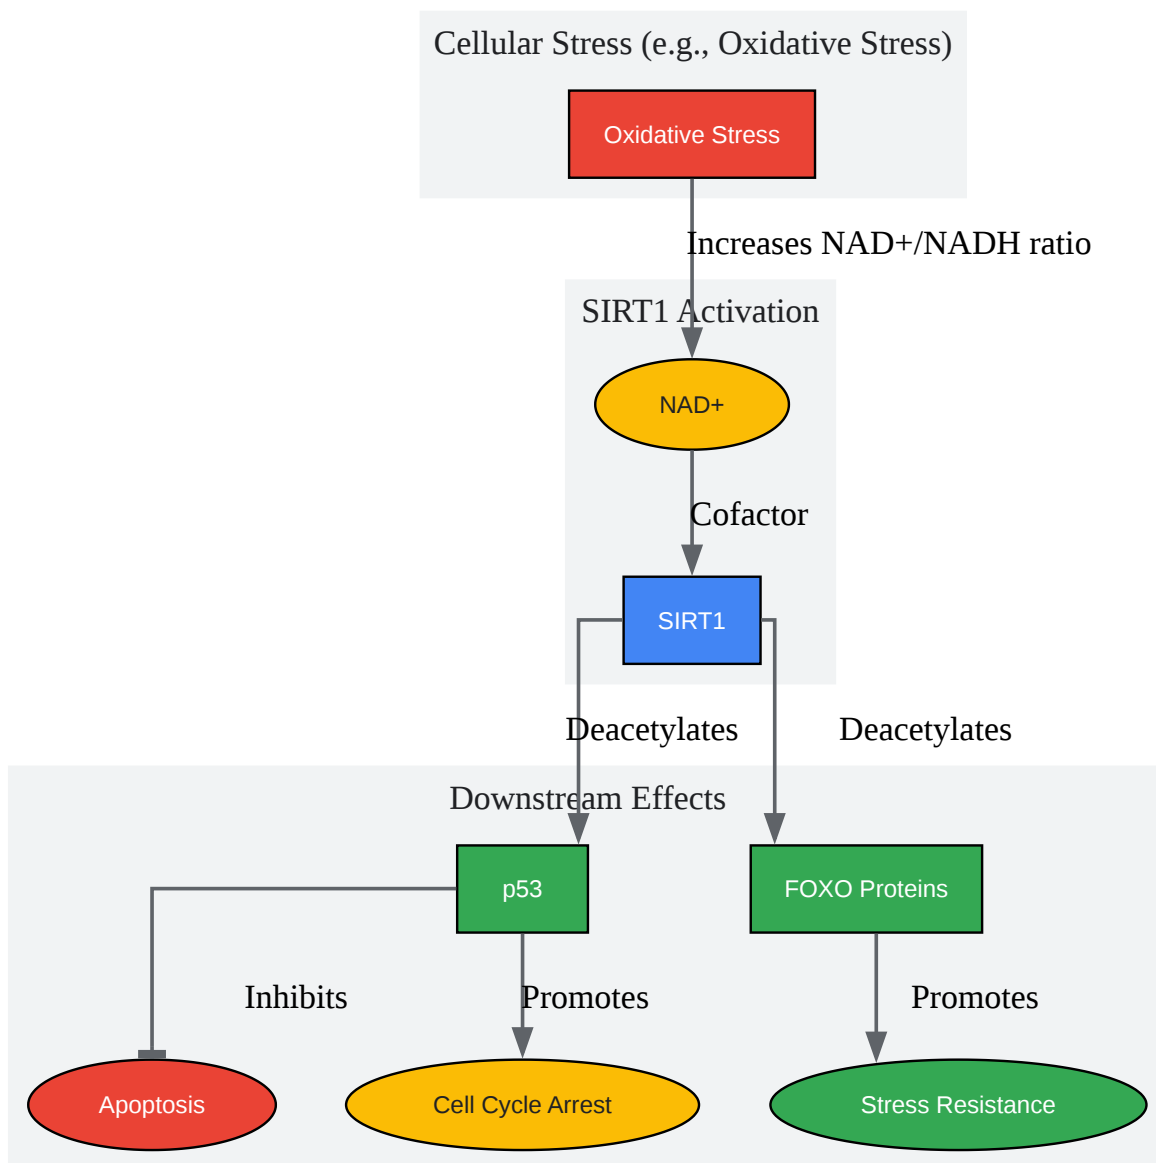 Cellular Stress (e.g., Oxidative Stress)
Oxidative Stress
Increases NAD+/NADH ratio
SIRT1 Activation
NAD+
Cofactor
SIRT1
Deacetylates
Deacetylates
Downstream Effects
p53
FOXO Proteins
Inhibits
Promotes
Promotes
Apoptosis
Cell Cycle Arrest
Stress Resistance